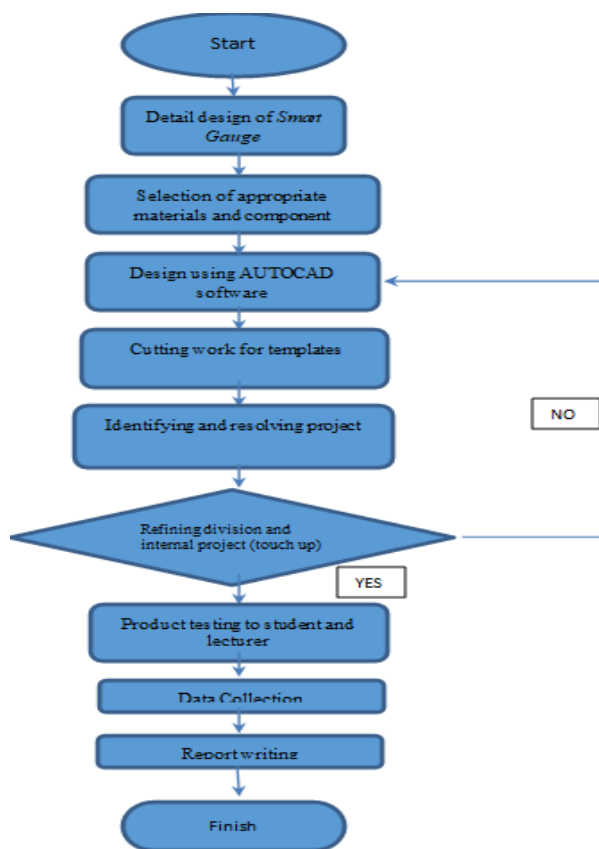 Start
Detail design of Smart
Gauge
Selection of appropriate
materials and component
Design using AUTOCAD
software
Cutting work for templates
Identifying and resolving project
NO
Refining division and
internal project (touch up)
YES
Product testing to student and
lecturer
Data Collection
Report writing
Finish